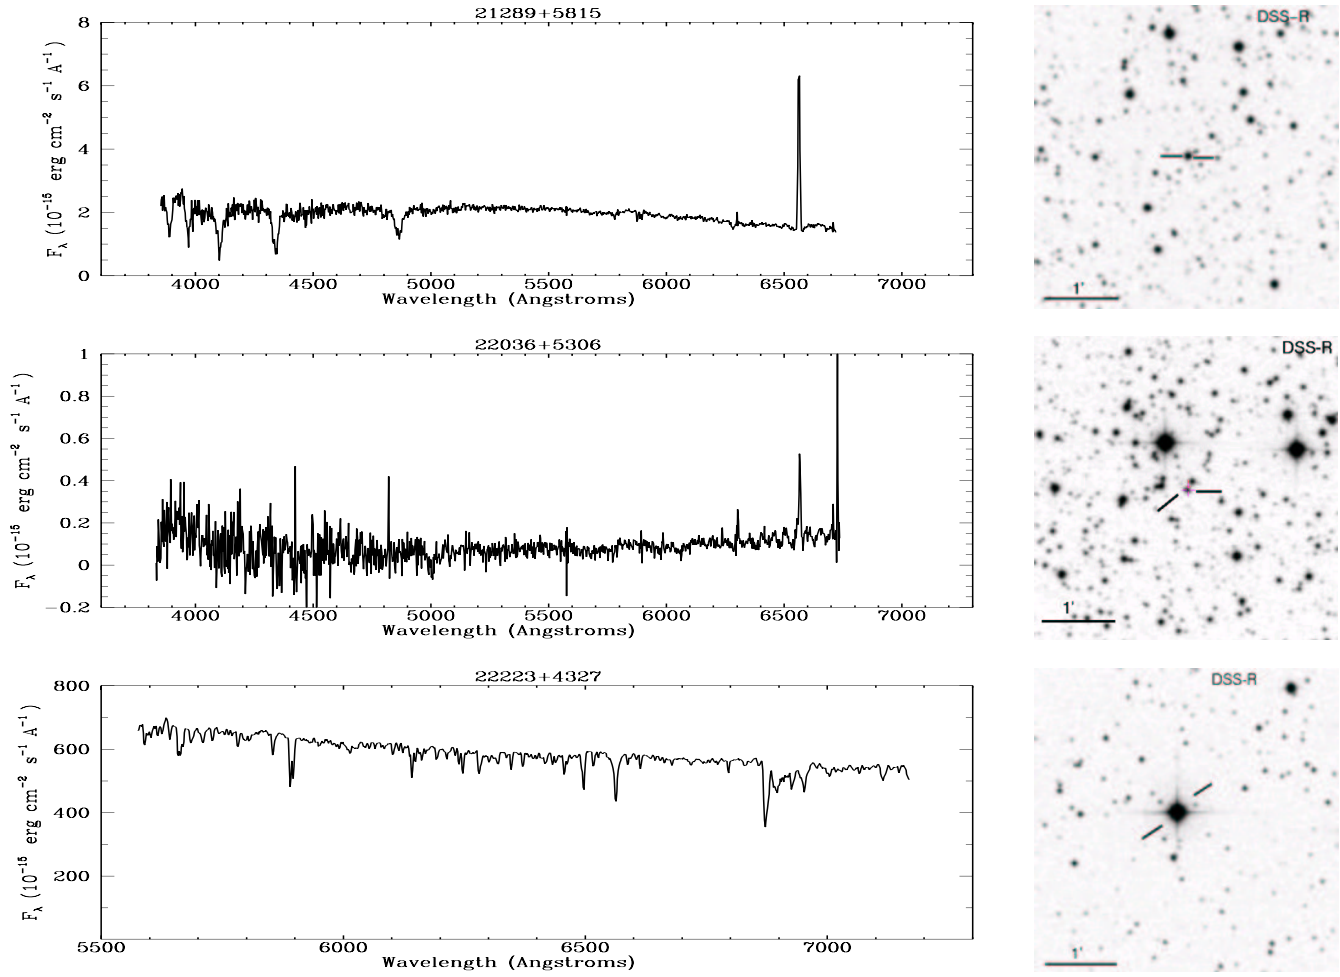 21289+5815
DSS-R
8
6
4
2
0
F_λ (10^-15 erg cm^-2 s^-1 A^-1)
4000 4500 5000 5500 6000 6500 7000
Wavelength (Angstroms)
1'
22036+5306
DSS-R
1
0.8
0.6
0.4
0.2
0
-0.2
F_λ (10^-15 erg cm^-2 s^-1 A^-1)
4000 4500 5000 5500 6000 6500 7000
Wavelength (Angstroms)
1'
22223+4327
DSS-R
800
600
400
200
F_λ (10^-15 erg cm^-2 s^-1 A^-1)
5500 6000 6500 7000
Wavelength (Angstroms)
1'